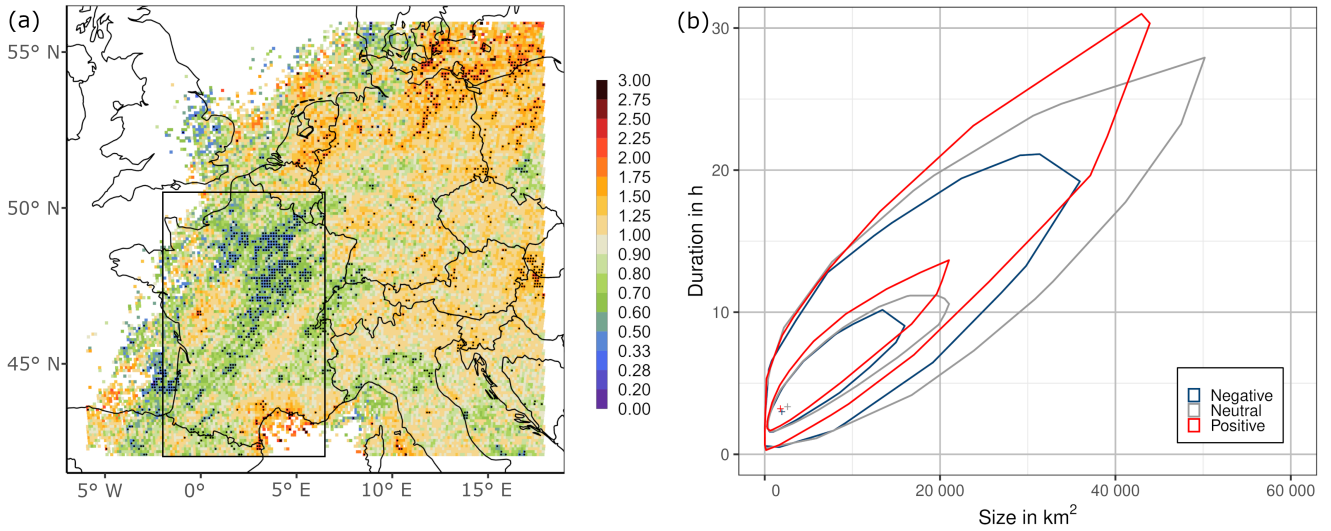 (a)
55° N
50° N
45° N
5° W
0°
5° E
10° E
15° E
3.00
2.75
2.50
2.25
2.00
1.75
1.50
1.25
1.00
0.90
0.80
0.70
0.60
0.50
0.33
0.28
0.20
0.00
(b)
Duration in h
30
20
10
0
0
20 000
40 000
60 000
Size in km²
Negative
Neutral
Positive